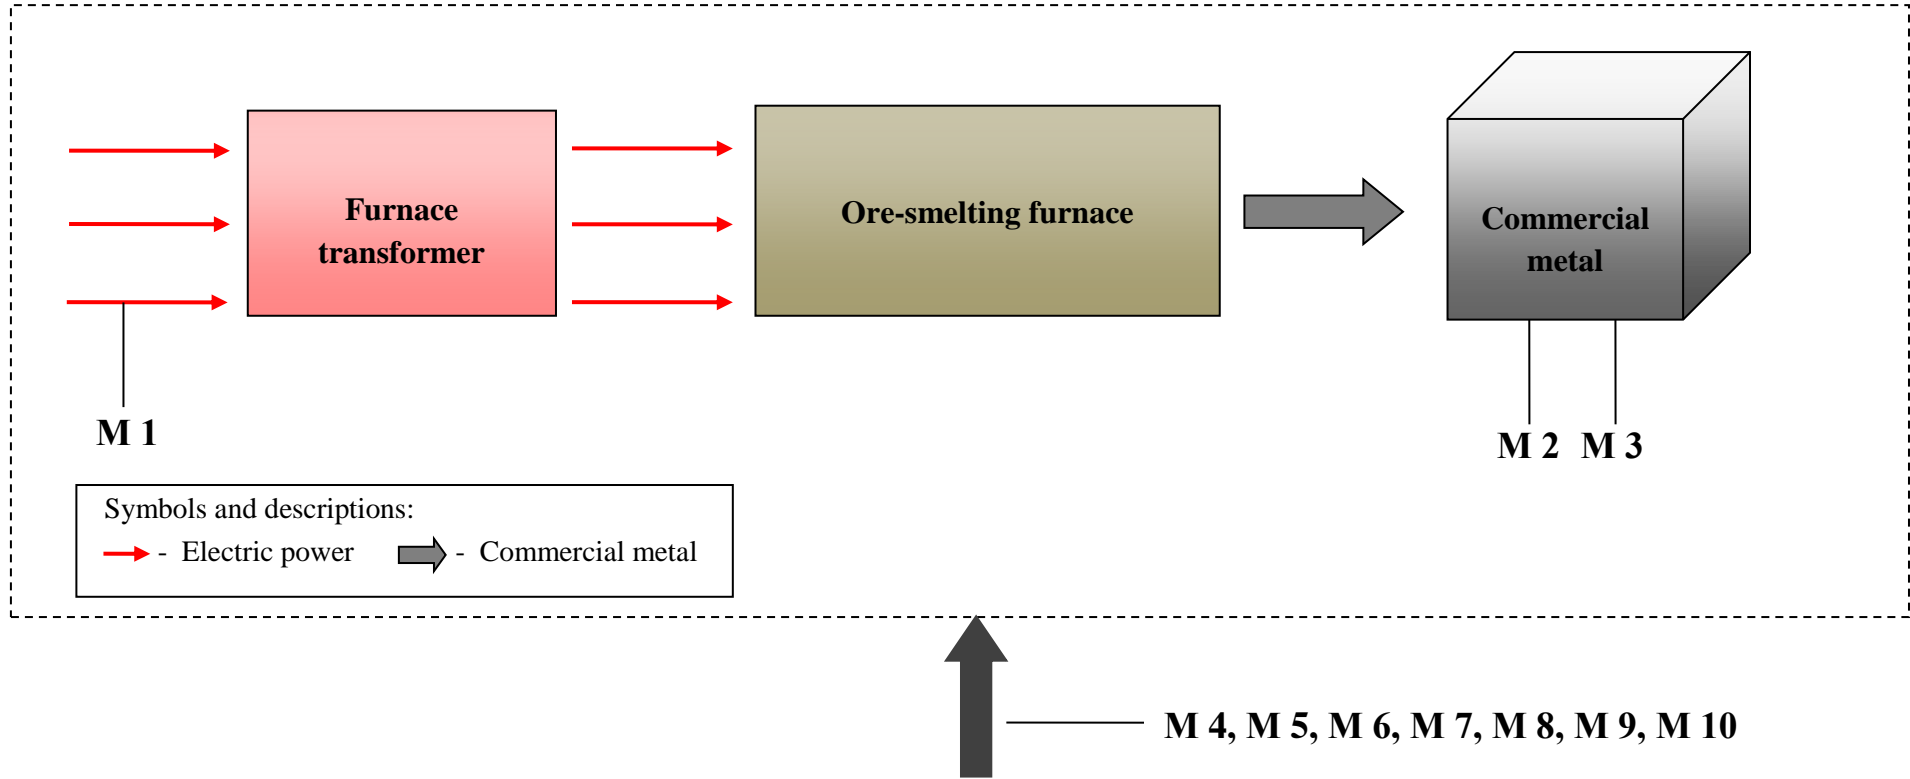 Furnace
transformer
Ore-smelting furnace
Commercial
metal
M 1
M 2 M 3
Symbols and descriptions:
- Electric power - Commercial metal
M 4, M 5, M 6, M 7, M 8, M 9, M 10